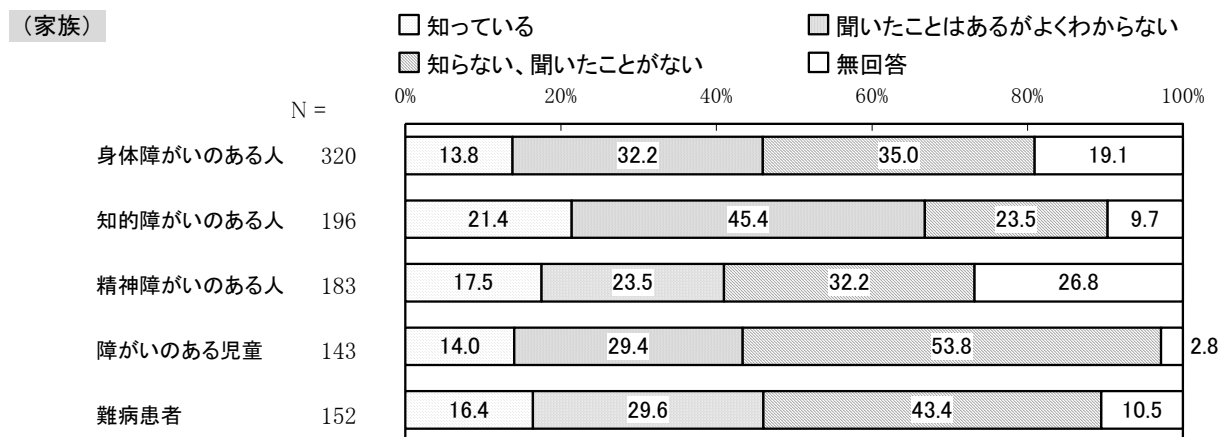 (家族)
知っている 聞いたことはあるがよくわからない
知らない、聞いたことがない 無回答
N =
0% 20% 40% 60% 80% 100%
身体障がいのある人 320 13.8 32.2 35.0 19.1
知的障がいのある人 196 21.4 45.4 23.5 9.7
精神障がいのある人 183 17.5 23.5 32.2 26.8
障がいのある児童 143 14.0 29.4 53.8 2.8
難病患者 152 16.4 29.6 43.4 10.5